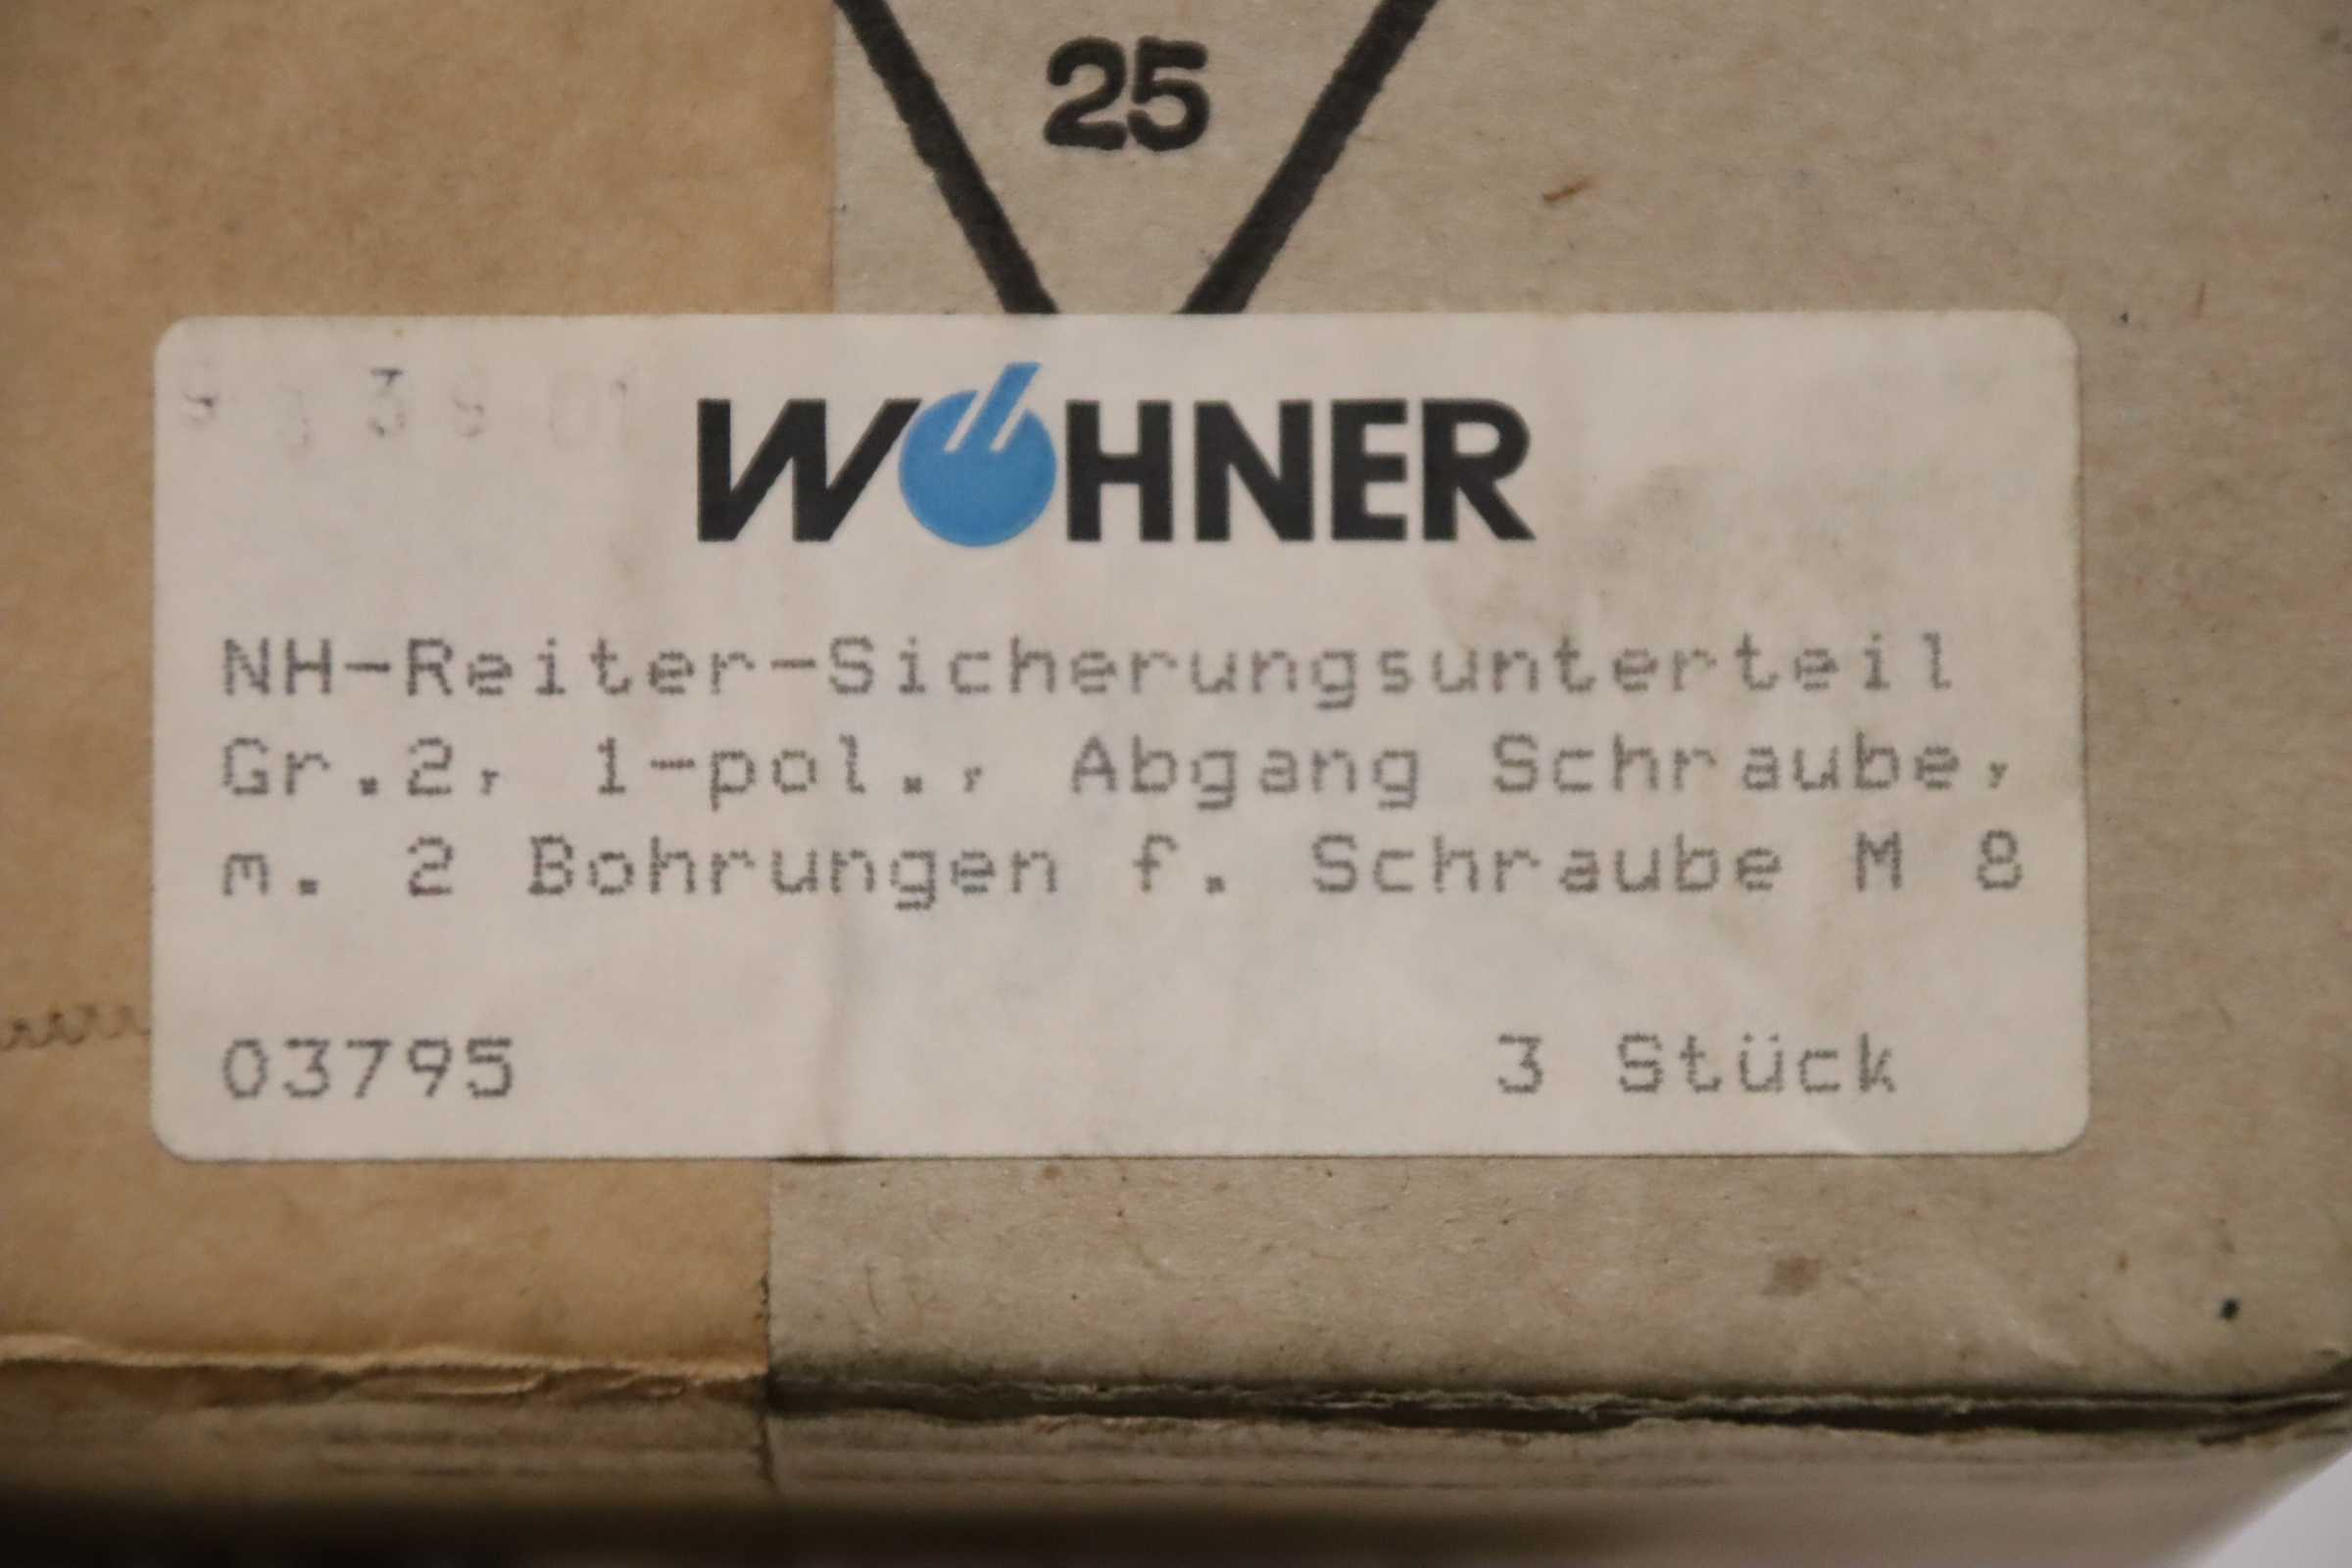 25
WÖHNER
NH-Reiter-Sicherungsunterteil
Gr.2, 1-pol., Abgang Schraube,
m. 2 Bohrungen f. Schraube M 8
03795 3 Stück